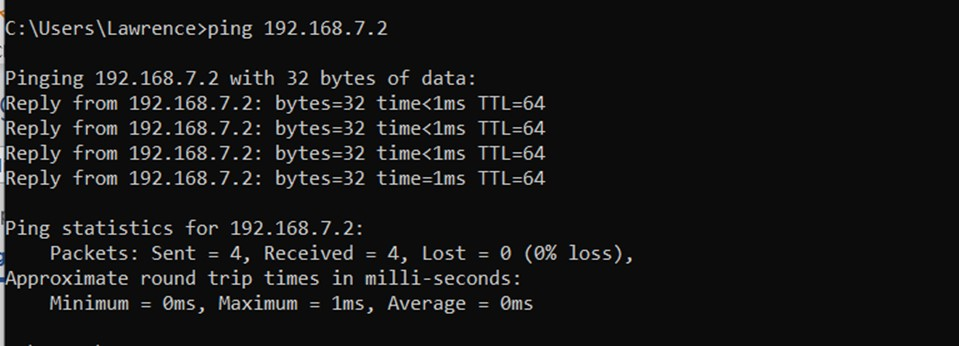 C:\Users\Lawrence>ping 192.168.7.2
Pinging 192.168.7.2 with 32 bytes of data:
Reply from 192.168.7.2: bytes=32 time<1ms TTL=64
Reply from 192.168.7.2: bytes=32 time<1ms TTL=64
Reply from 192.168.7.2: bytes=32 time<1ms TTL=64
Reply from 192.168.7.2: bytes=32 time=1ms TTL=64
Ping statistics for 192.168.7.2:
    Packets: Sent = 4, Received = 4, Lost = 0 (0% loss),
Approximate round trip times in milli-seconds:
    Minimum = 0ms, Maximum = 1ms, Average = 0ms